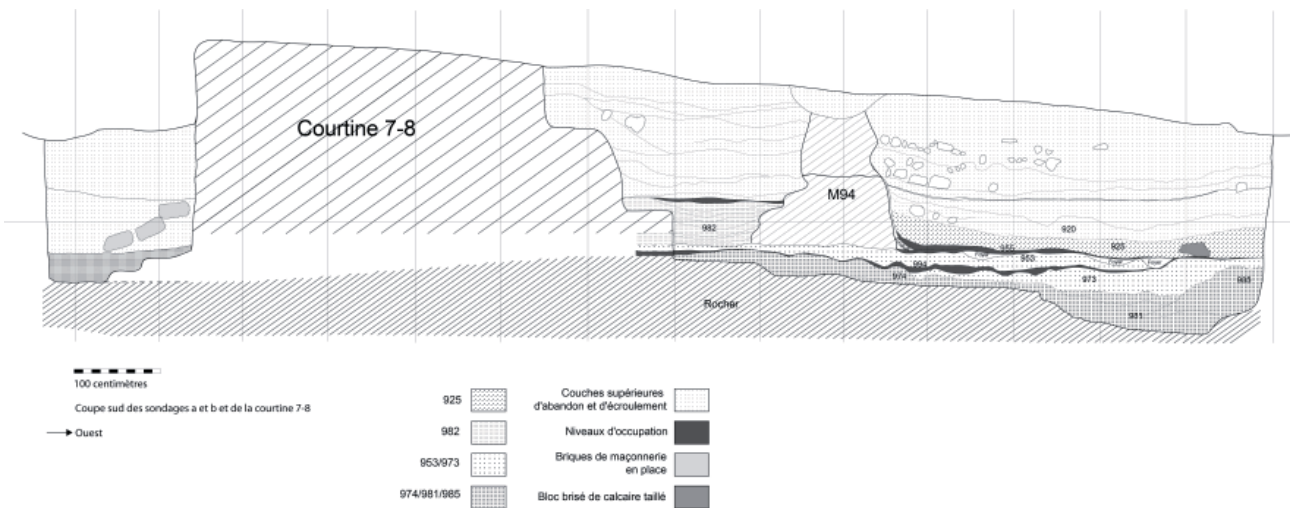 Courtine 7-8
M94
982
920
955
925
953
994
974
973
985
981
Rocher
100 centimètres
Coupe sud des sondages a et b et de la courtine 7-8
Ouest
925
982
953/973
974/981/985
Couches supérieures
d'abandon et d'écroulement
Niveaux d'occupation
Briques de maçonnerie
en place
Bloc brisé de calcaire taillé